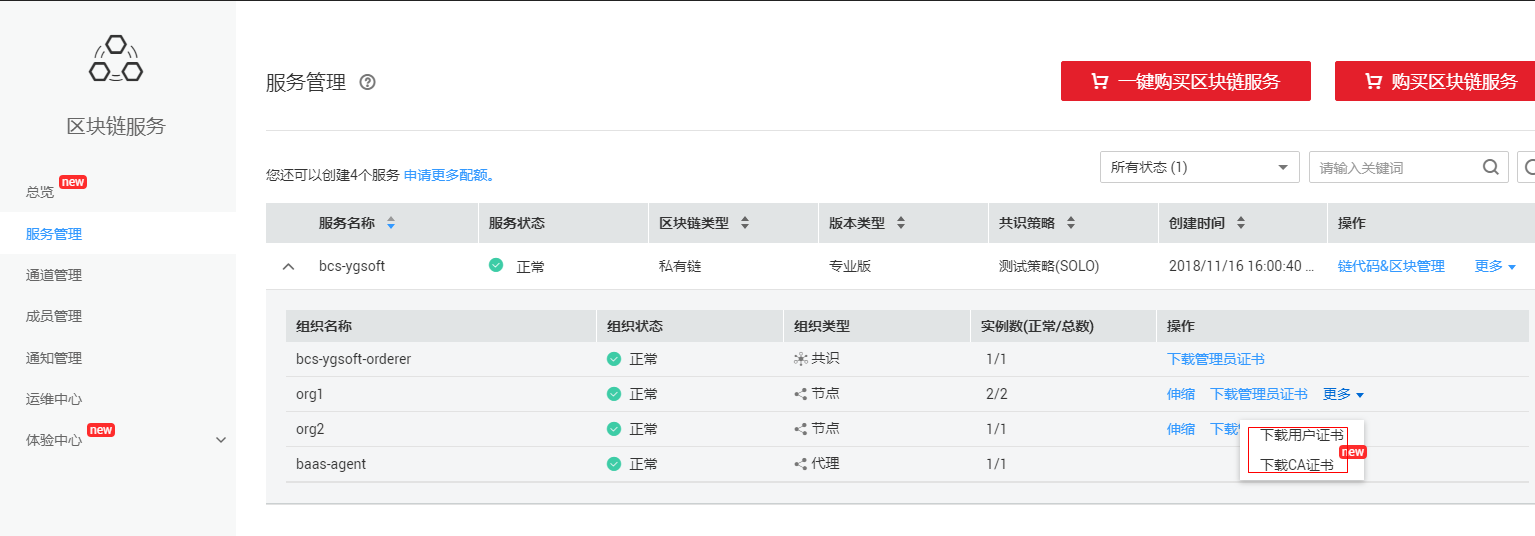 区块链服务
总览 new
服务管理
通道管理
成员管理
通知管理
运维中心
体验中心 new
服务管理 ?
一键购买区块链服务 购买区块链服务
您还可以创建4个服务 申请更多配额。 所有状态 (1) 请输入关键词
服务名称 服务状态 区块链类型 版本类型 共识策略 创建时间 操作
bcs-ygsoft 正常 私有链 专业版 测试策略(SOLO) 2018/11/16 16:00:40 ... 链代码&区块管理 更多
组织名称 组织状态 组织类型 实例数(正常/总数) 操作
bcs-ygsoft-orderer 正常 共识 1/1 下载管理员证书
org1 正常 节点 2/2 伸缩 下载管理员证书 更多
org2 正常 节点 1/1 伸缩 下载
baas-agent 正常 代理 1/1
下载用户证书
下载CA证书 new